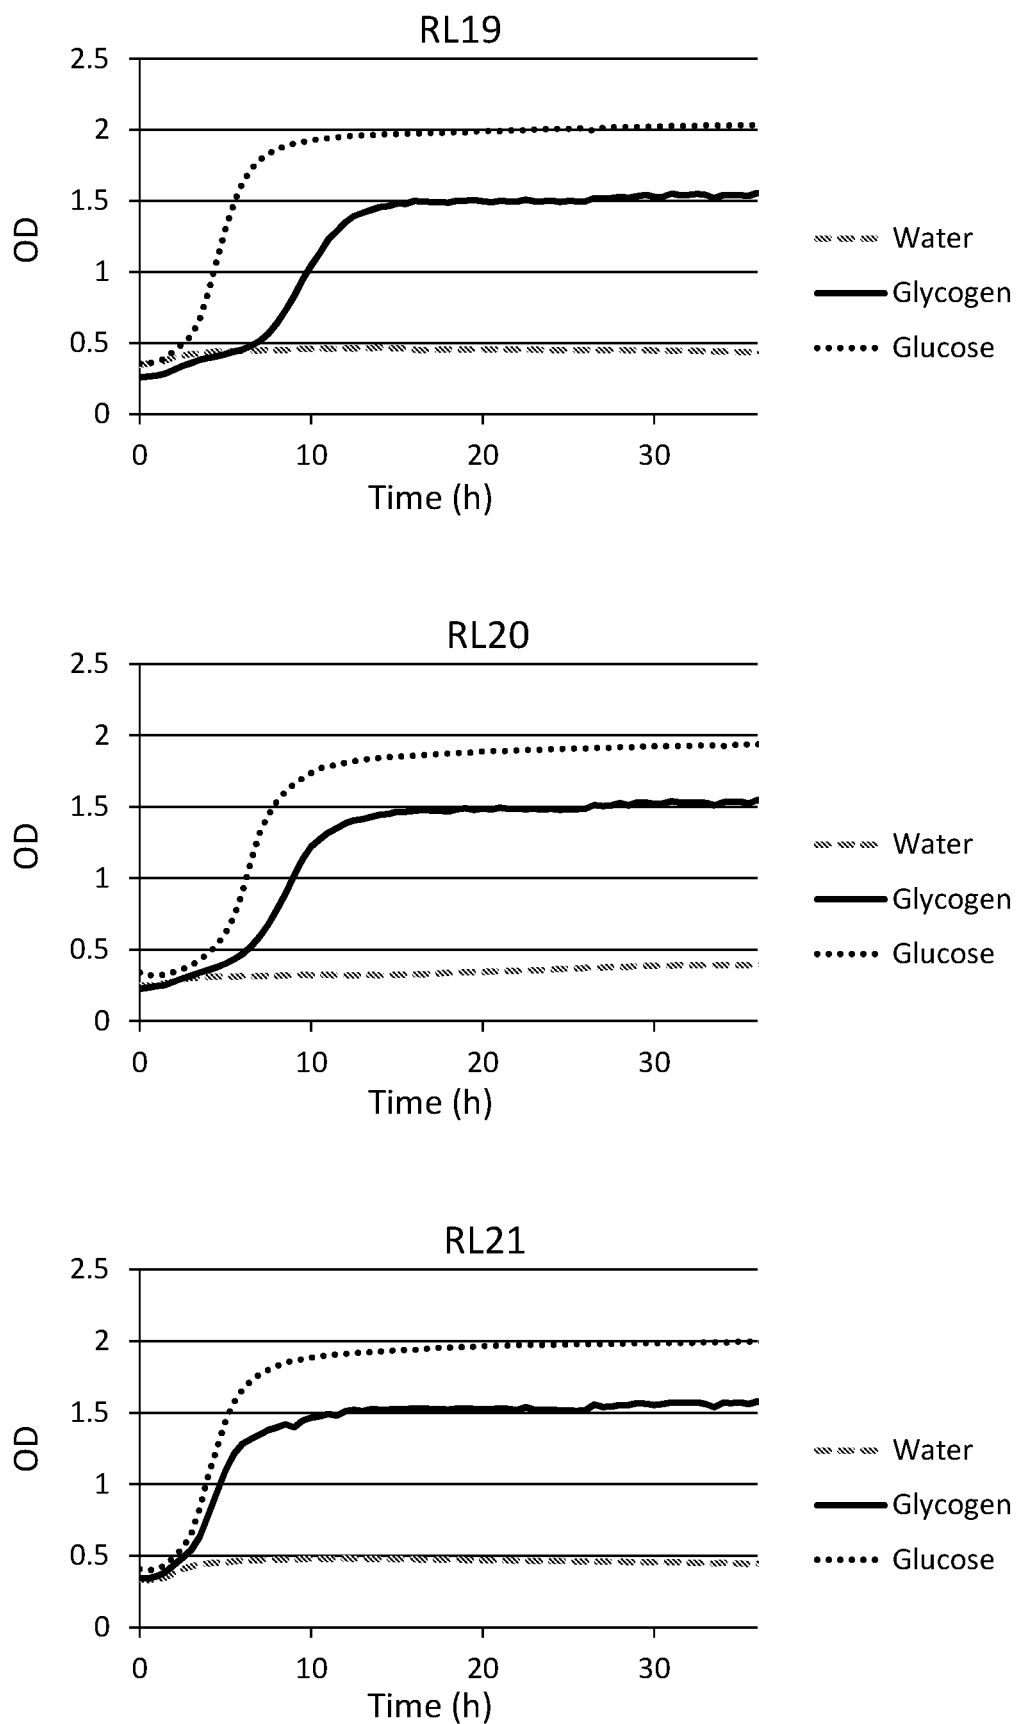 RL19
2.5
2
1.5
1
0.5
0
OD
0 10 20 30
Time (h)
Water
Glycogen
Glucose
RL20
2.5
2
1.5
1
0.5
0
OD
0 10 20 30
Time (h)
Water
Glycogen
Glucose
RL21
2.5
2
1.5
1
0.5
0
OD
0 10 20 30
Time (h)
Water
Glycogen
Glucose